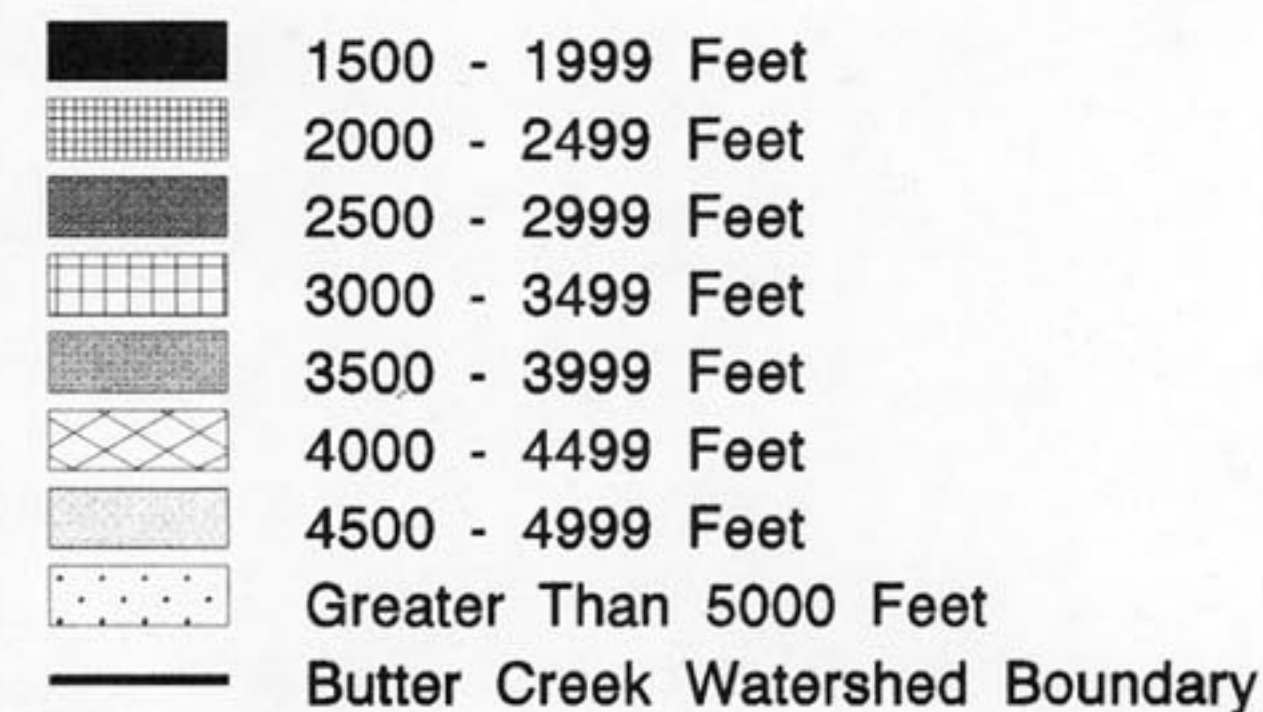 1500 - 1999 Feet
2000 - 2499 Feet
2500 - 2999 Feet
3000 - 3499 Feet
3500 - 3999 Feet
4000 - 4499 Feet
4500 - 4999 Feet
Greater Than 5000 Feet
Butter Creek Watershed Boundary